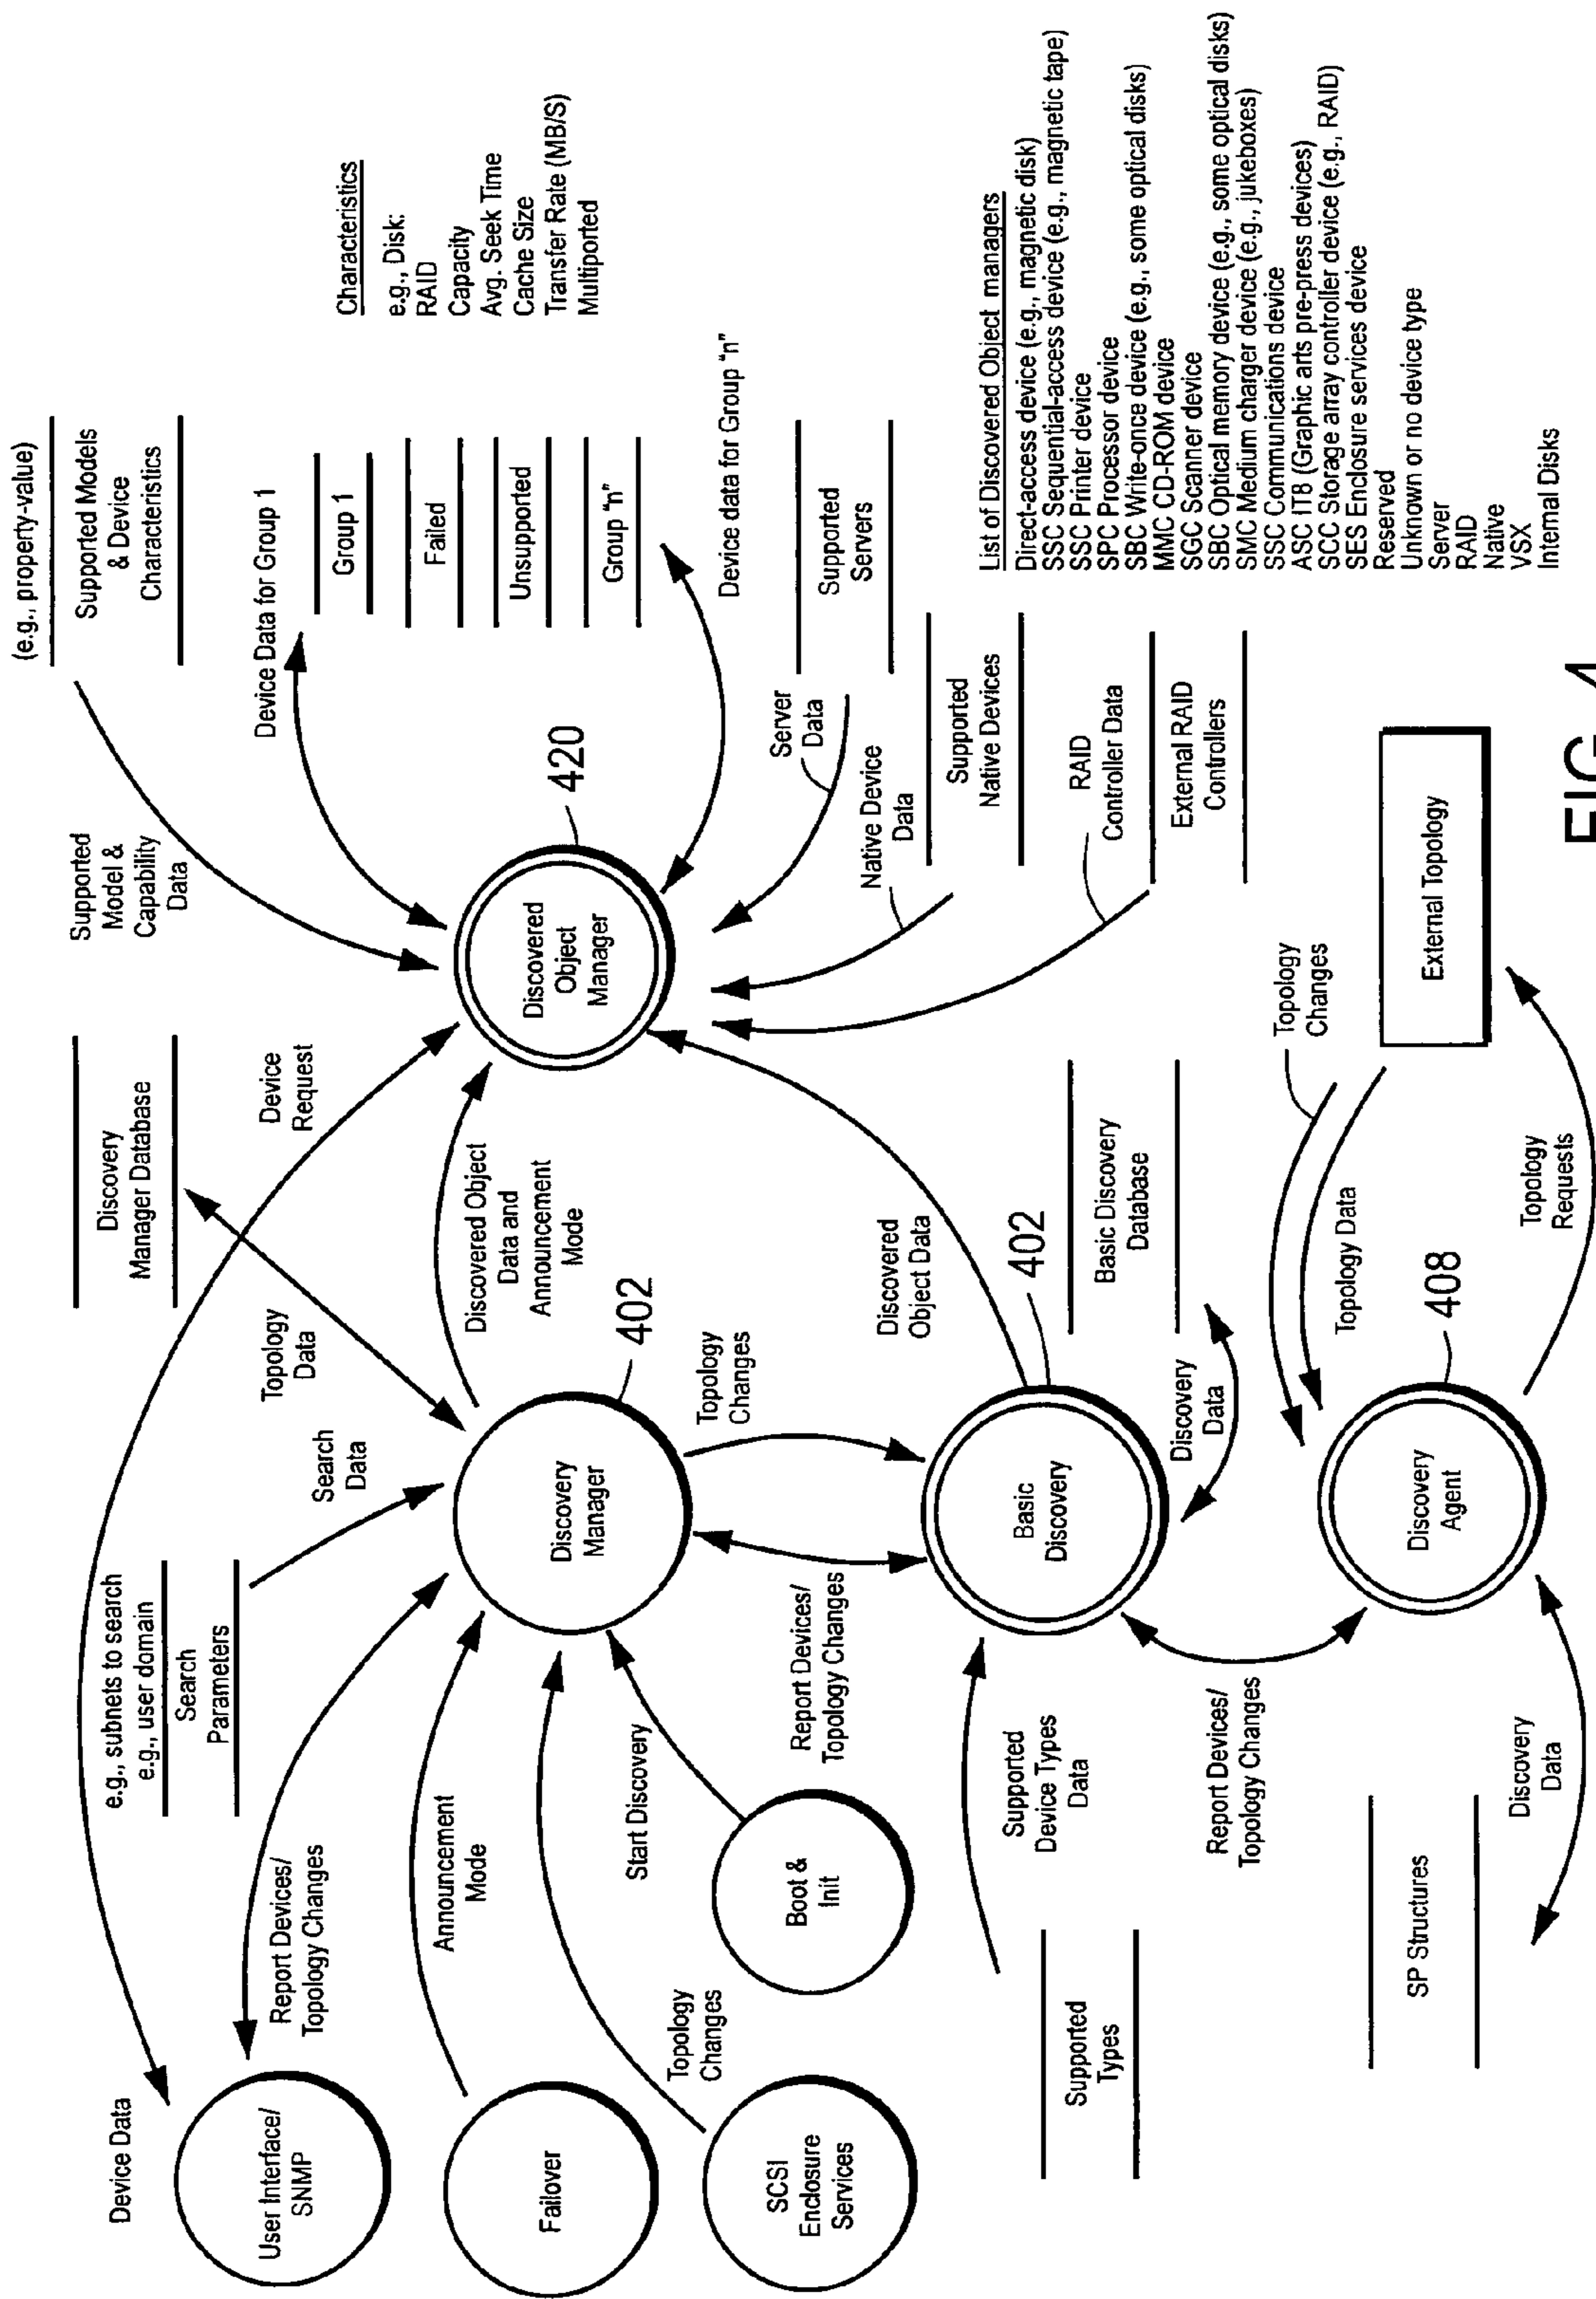 Device Data
User Interface/
SNMP
Failover
SCSI
Enclosure
Services
e.g., subnets to search
e.g., user domain
Search
Parameters
Report Devices/
Topology Changes
Announcement
Mode
Topology
Changes
Start Discovery
Boot &
Init
Search
Data
Topology
Data
Discovery
Manager Database
Device
Request
Discovery
Manager
402
Discovered Object
Data and
Announcement
Mode
Topology
Changes
Report Devices/
Topology Changes
Supported
Model &
Capability
Data
(e.g., property-value)
Supported Models
& Device
Characteristics
Device Data for Group 1
Group 1
Failed
Unsupported
Group "n"
Device data for Group "n"
Characteristics
e.g., Disk:
RAID
Capacity
Avg. Seek Time
Cache Size
Transfer Rate (MB/S)
Multiported
Discovered
Object
Manager
420
Server
Data
Supported
Servers
Native Device
Data
Supported
Native Devices
RAID
Controller Data
External RAID
Controllers
Discovered
Object Data
Supported
Types
Supported
Device Types
Data
Basic
Discovery
402
Basic Discovery
Database
Discovery
Data
Report Devices/
Topology Changes
SP Structures
Discovery
Data
Discovery
Agent
408
Topology Data
Topology
Changes
Topology
Requests
External Topology
List of Discovered Object managers
Direct-access device (e.g., magnetic disk)
SSC Sequential-access device (e.g., magnetic tape)
SSC Printer device
SPC Processor device
SBC Write-once device (e.g., some optical disks)
MMC CD-ROM device
SGC Scanner device
SBC Optical memory device (e.g., some optical disks)
SMC Medium charger device (e.g., jukeboxes)
SSC Communications device
ASC IT8 (Graphic arts pre-press devices)
SCC Storage array controller device (e.g., RAID)
SES Enclosure services device
Reserved
Unknown or no device type
Server
RAID
Native
VSX
Internal Disks
FIG. 4